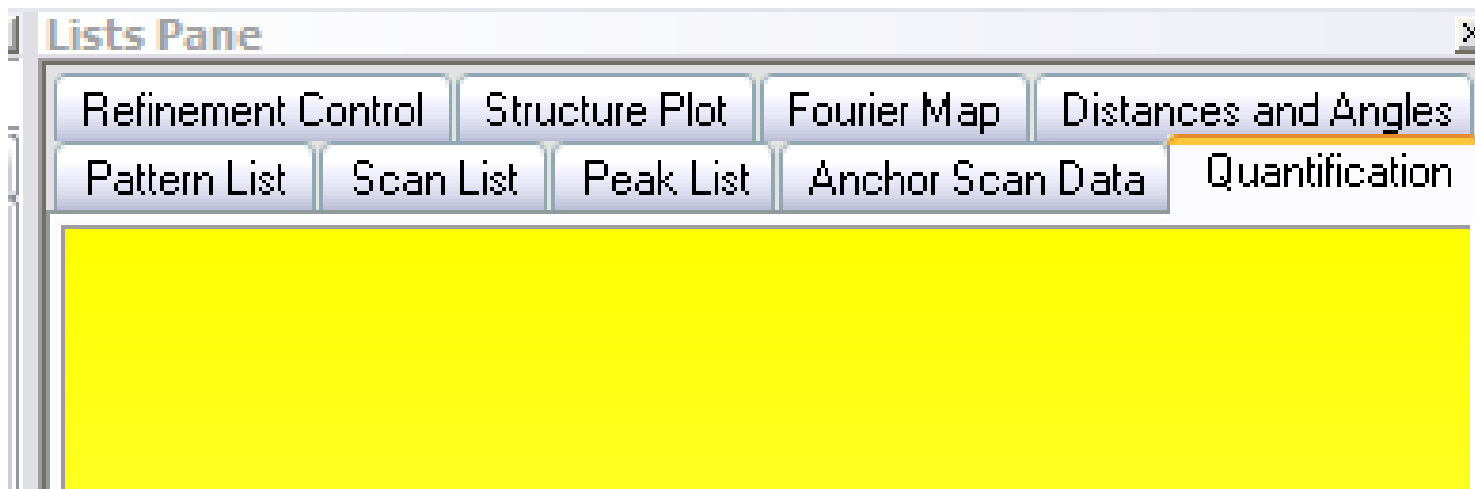 Lists Pane
Refinement Control Structure Plot Fourier Map Distances and Angles
Pattern List Scan List Peak List Anchor Scan Data Quantification